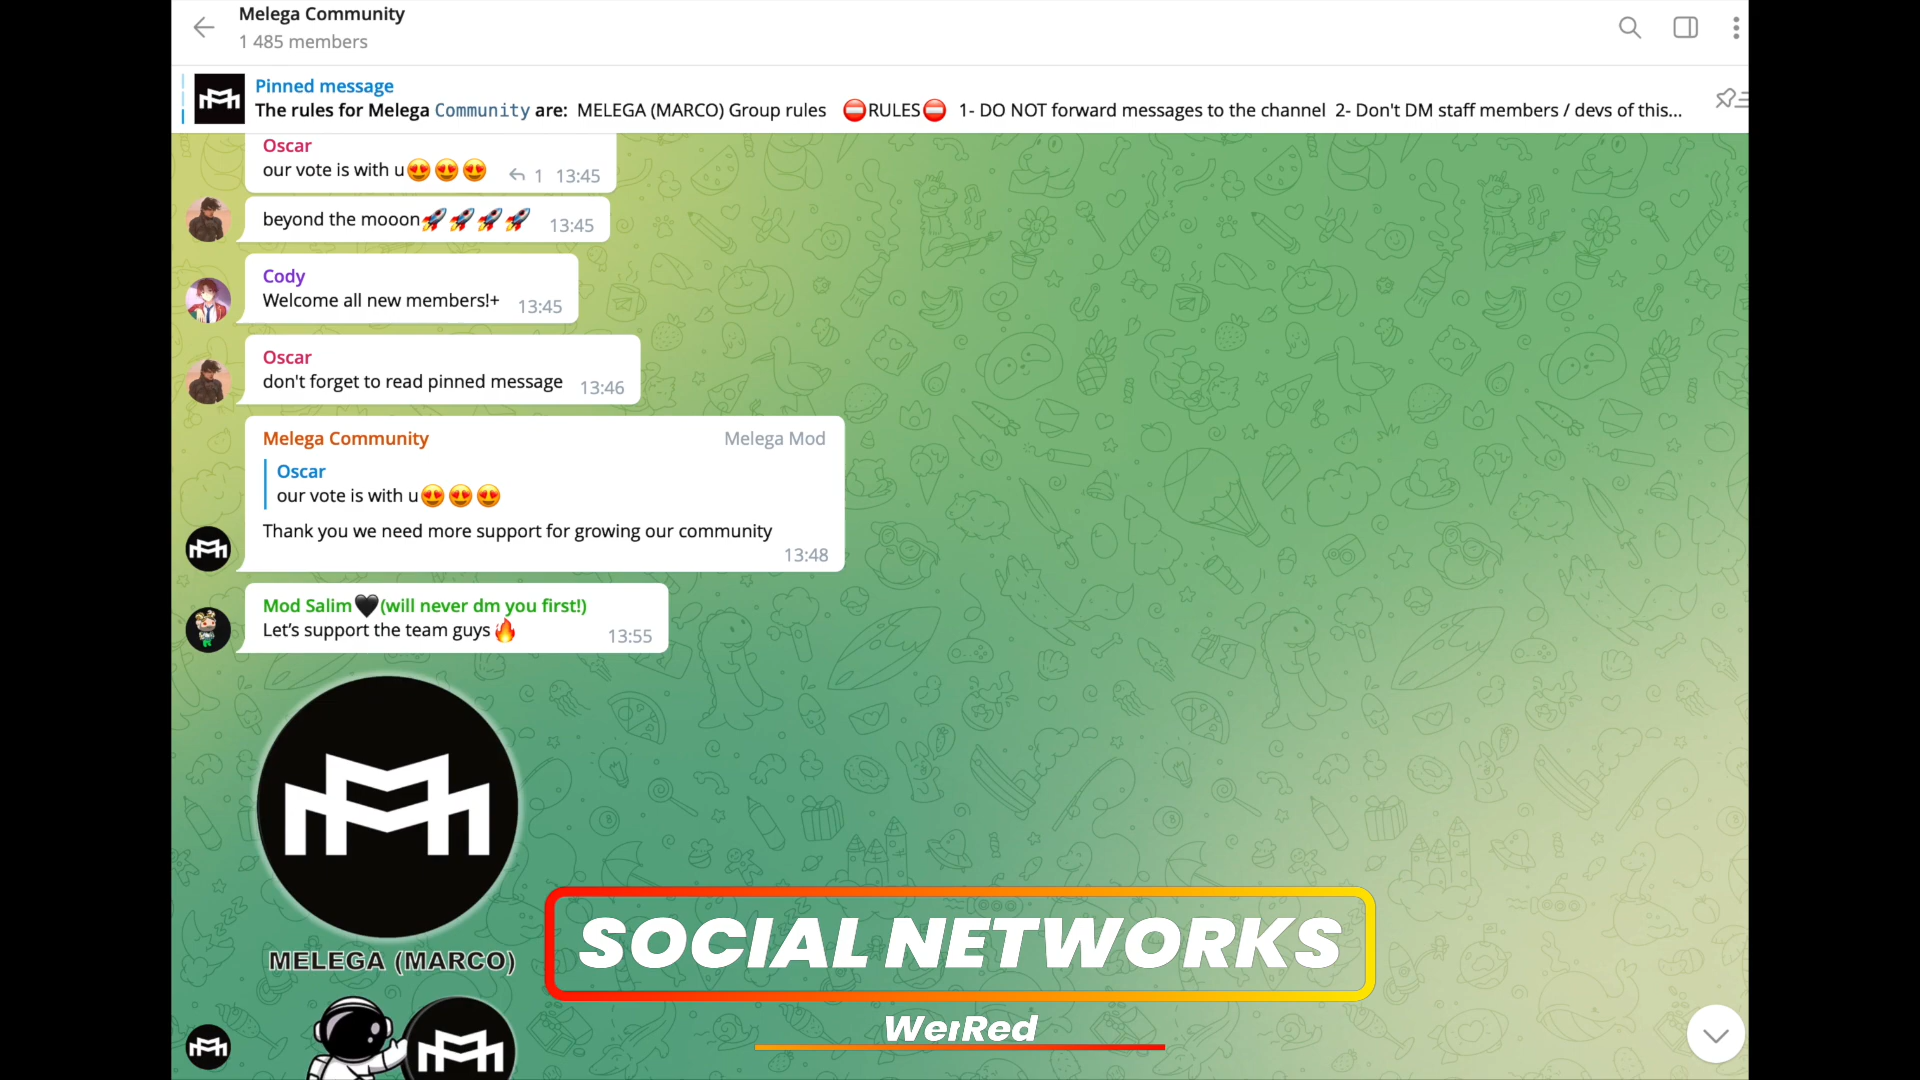 Melega Community
1 485 members
Pinned message
The rules for Melega Community are: MELEGA (MARCO) Group rules ⛔RULES⛔ 1- DO NOT forward messages to the channel 2- Don't DM staff members / devs of this...
Oscar
our vote is with u😍😍😍 1 13:45
beyond the mooon🚀🚀🚀🚀 13:45
Cody
Welcome all new members!+ 13:45
Oscar
don't forget to read pinned message 13:46
Melega Community Melega Mod
Oscar
our vote is with u😍😍😍
Thank you we need more support for growing our community
13:48
Mod Salim🖤(will never dm you first!)
Let's support the team guys🔥 13:55
MELEGA (MARCO)
SOCIAL NETWORKS
WerRed